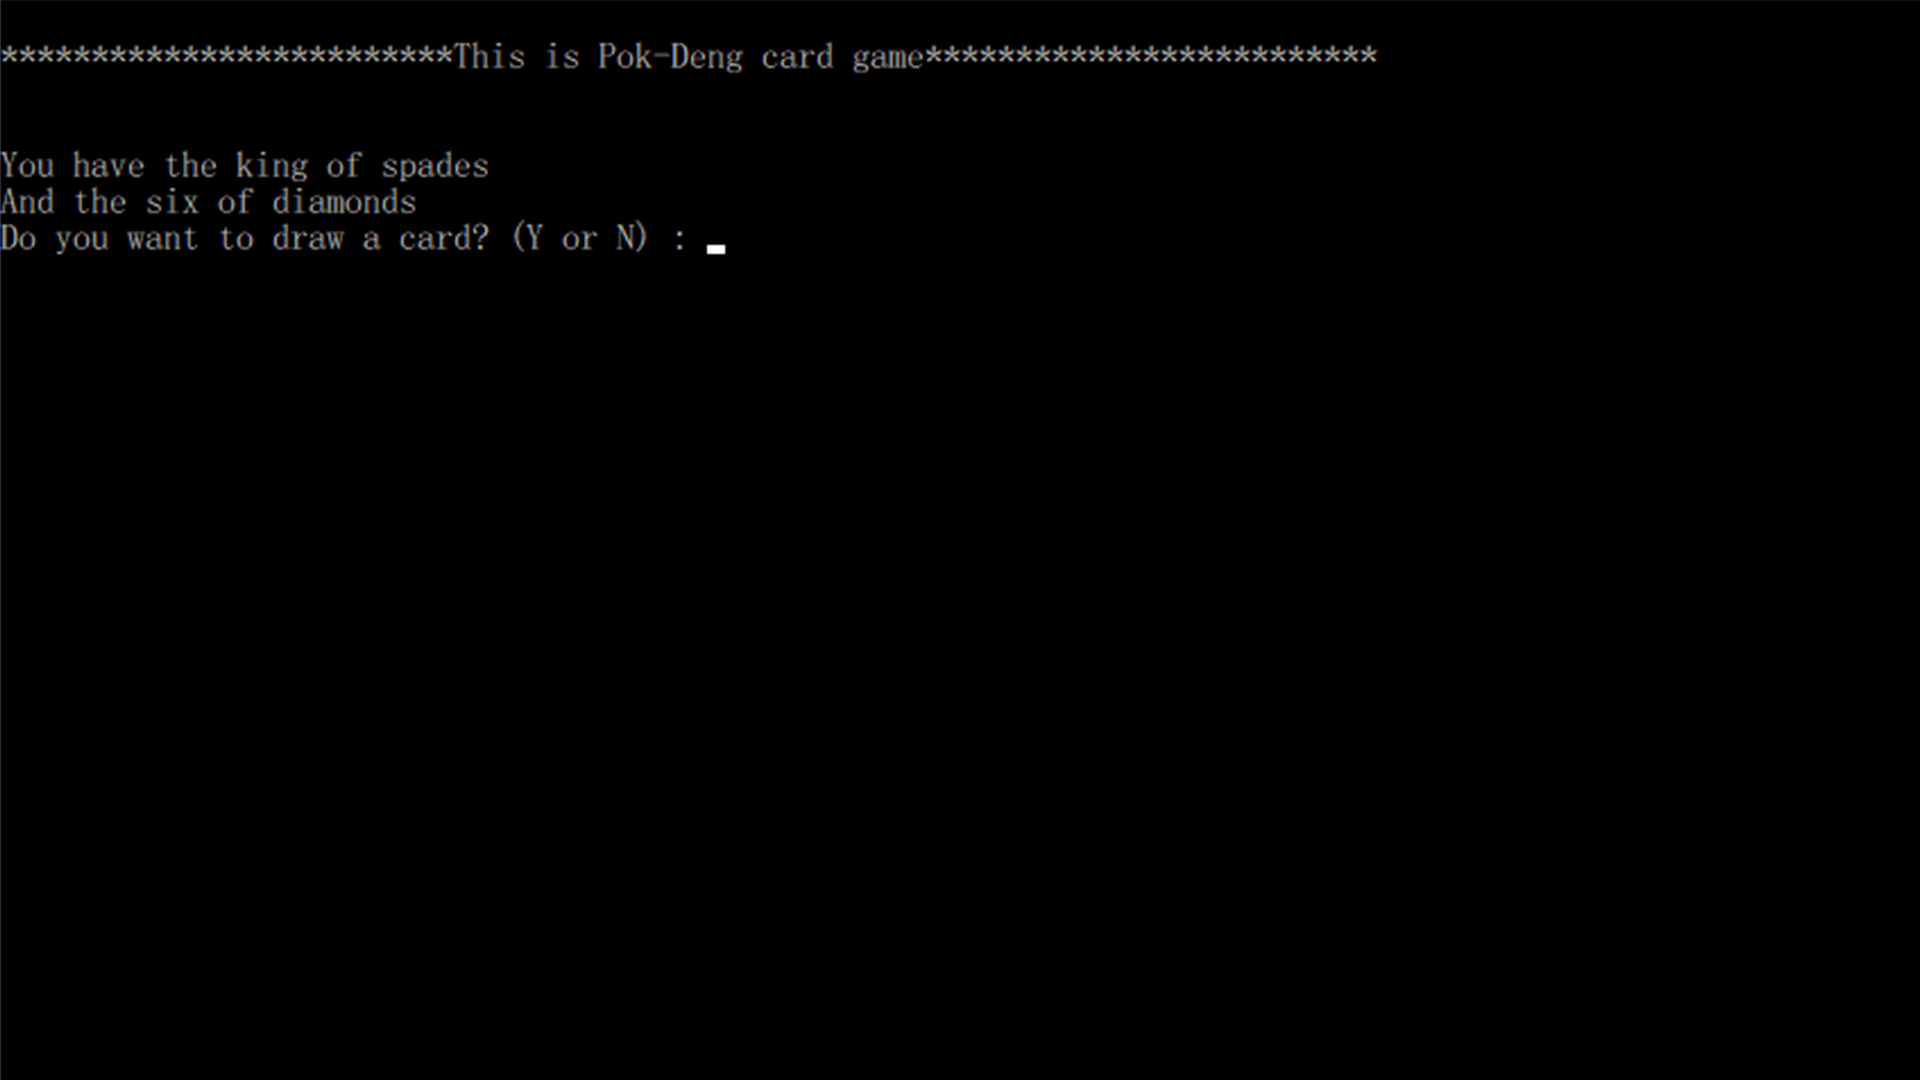 *************************This is Pok-Deng card game*************************
You have the king of spades
And the six of diamonds
Do you want to draw a card? (Y or N) :